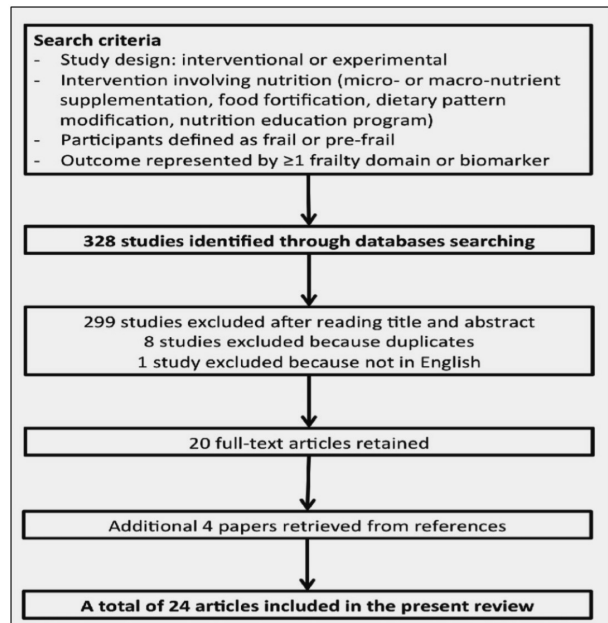 Search criteria
- Study design: interventional or experimental
- Intervention involving nutrition (micro- or macro-nutrient
supplementation, food fortification, dietary pattern
modification, nutrition education program)
- Participants defined as frail or pre-frail
- Outcome represented by ≥1 frailty domain or biomarker
328 studies identified through databases searching
299 studies excluded after reading title and abstract
8 studies excluded because duplicates
1 study excluded because not in English
20 full-text articles retained
Additional 4 papers retrieved from references
A total of 24 articles included in the present review